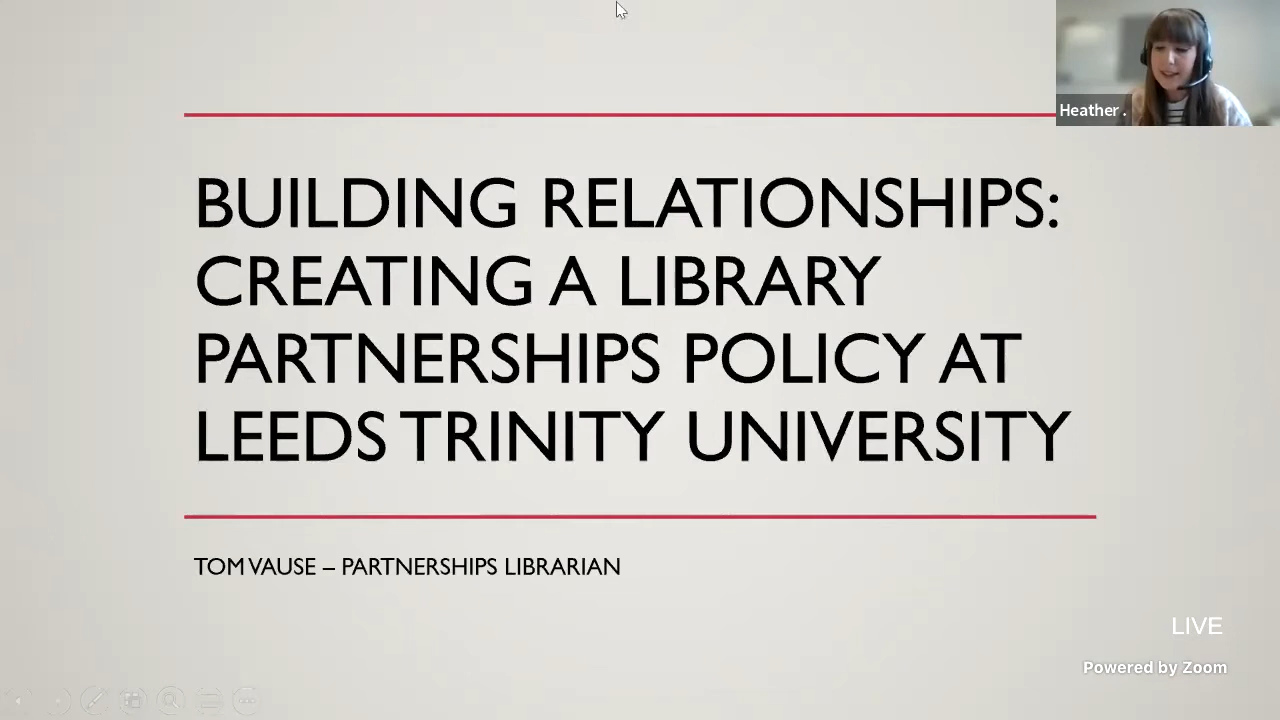 Heather .
BUILDING RELATIONSHIPS:
CREATING A LIBRARY
PARTNERSHIPS POLICY AT
LEEDS TRINITY UNIVERSITY
TOM VAUSE – PARTNERSHIPS LIBRARIAN
LIVE
Powered by Zoom